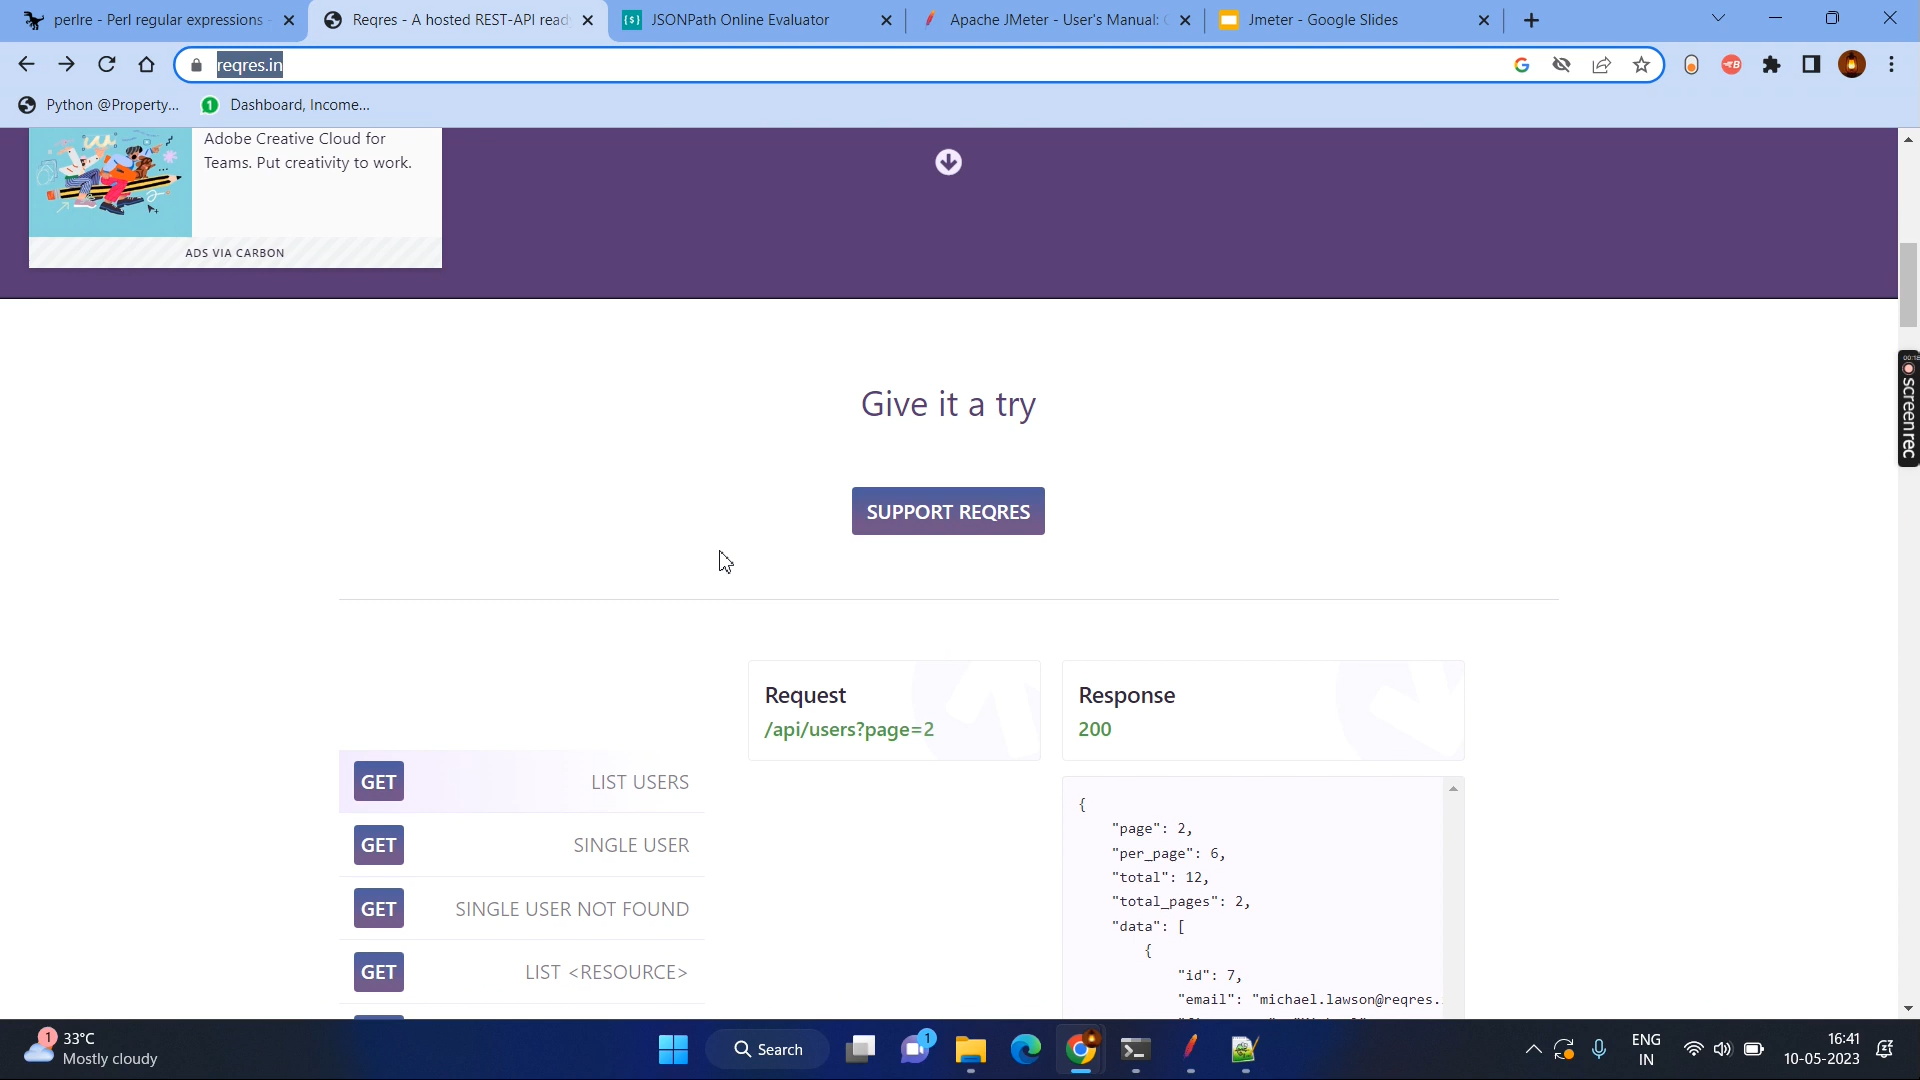 perlre - Perl regular expressions -
Reqres - A hosted REST-API read
JSONPath Online Evaluator
Apache JMeter - User's Manual:
Jmeter - Google Slides
reqres.in
Python @Property...
1
Dashboard, Income...
Adobe Creative Cloud for
Teams. Put creativity to work.
ADS VIA CARBON
screenrec
Give it a try
SUPPORT REQRES
Request
/api/users?page=2
Response
200
GET LIST USERS
GET SINGLE USER
GET SINGLE USER NOT FOUND
GET LIST <RESOURCE>
{
"page": 2,
"per_page": 6,
"total": 12,
"total_pages": 2,
"data": [
{
"id": 7,
"email": "michael.lawson@reqres.
1
33°C
Mostly cloudy
Search
1
ENG
IN
16:41
10-05-2023